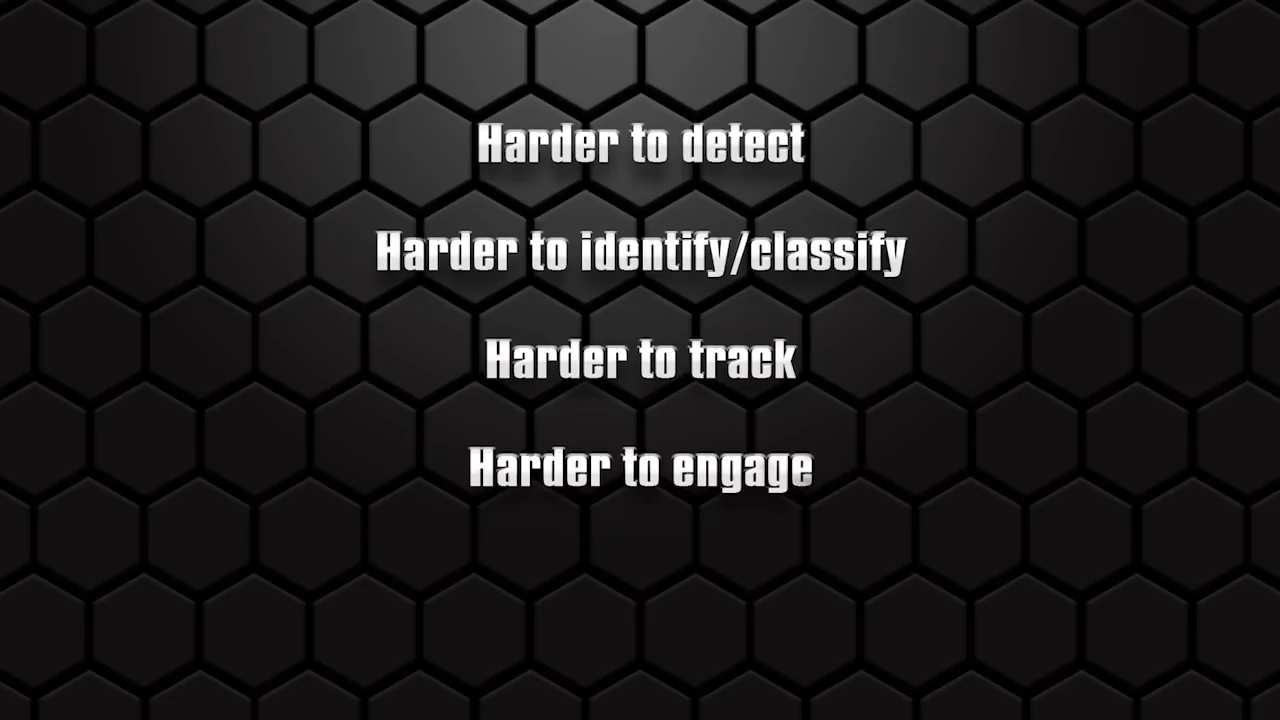 Harder to detect
Harder to identify/classify
Harder to track
Harder to engage